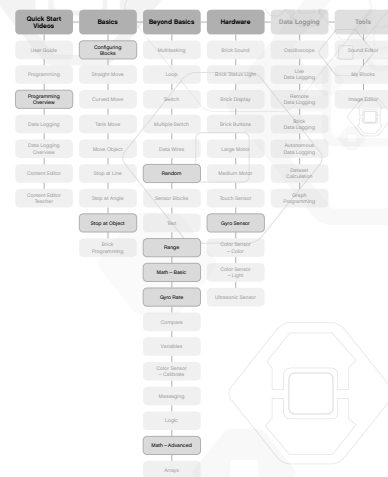 Quick Start
Videos
Basics
Beyond Basics
Hardware
Data Logging
Tools
User Guide
Configuring
Blocks
Multitasking
Brick Sound
Oscilloscope
Sound Editor
Programming
Straight Move
Loop
Brick Status Light
Live
Data Logging
My Blocks
Programming
Overview
Curved Move
Switch
Brick Display
Remote
Data Logging
Image Editor
Data Logging
Tank Move
Multiple Switch
Brick Buttons
Brick
Data Logging
Data Logging
Overview
Move Object
Data Wires
Large Motor
Autonomous
Data Logging
Content Editor
Stop at Line
Random
Medium Motor
Dataset
Calculation
Content Editor
Teacher
Stop at Angle
Sensor Blocks
Touch Sensor
Graph
Programming
Stop at Object
Text
Gyro Sensor
Brick
Programming
Range
Color Sensor
– Color
Math – Basic
Color Sensor
– Light
Gyro Rate
Ultrasonic Sensor
Compare
Variables
Color Sensor
– Calibrate
Messaging
Logic
Math – Advanced
Arrays